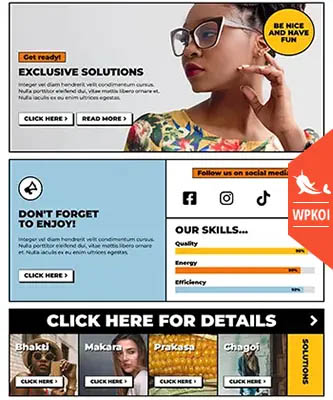 BE NICE
AND HAVE
FUN
Get ready!
EXCLUSIVE SOLUTIONS
Integer vel diam hendrerit velit condimentum cursus.
Nulla porttitor eleifend dui, vitae mattis libero ornare et.
Nulla iaculis ex eu enim ultrices egestas.
CLICK HERE
READ MORE
DON'T FORGET
TO ENJOY!
Integer vel diam hendrerit velit condimentum cursus.
Nulla porttitor eleifend dui, vitae mattis libero
ornare et. Nulla iaculis ex eu enim ultrices
egestas.
CLICK HERE
Follow us on social media
OUR SKILLS...
Quality
Energy
Efficiency
WPKOI
CLICK HERE FOR DETAILS
Bhakti
Makara
Prakasa
Chagoi
CLICK HERE
CLICK HERE
CLICK HERE
CLICK HERE
SOLUTIONS